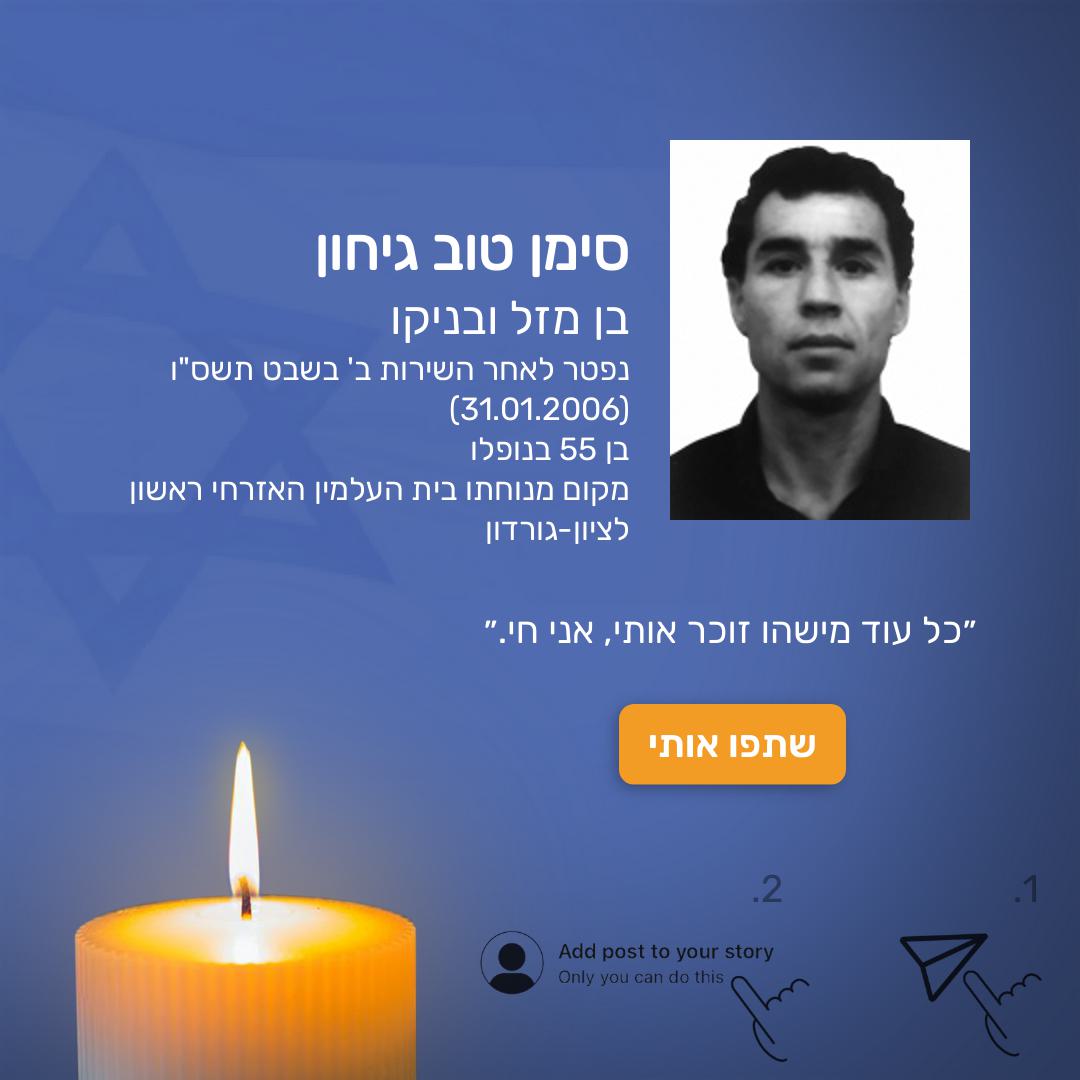 סימן טוב גיחון
בן מזל ובניקו
נפטר לאחר השירות ב' בשבט תשס"ו
(31.01.2006)
בן 55 בנופלו
מקום מנוחתו בית העלמין האזרחי ראשון
לציון-גורדון
״כל עוד מישהו זוכר אותי, אני חי.״
שתפו אותי
1.
2.
Add post to your story
Only you can do this